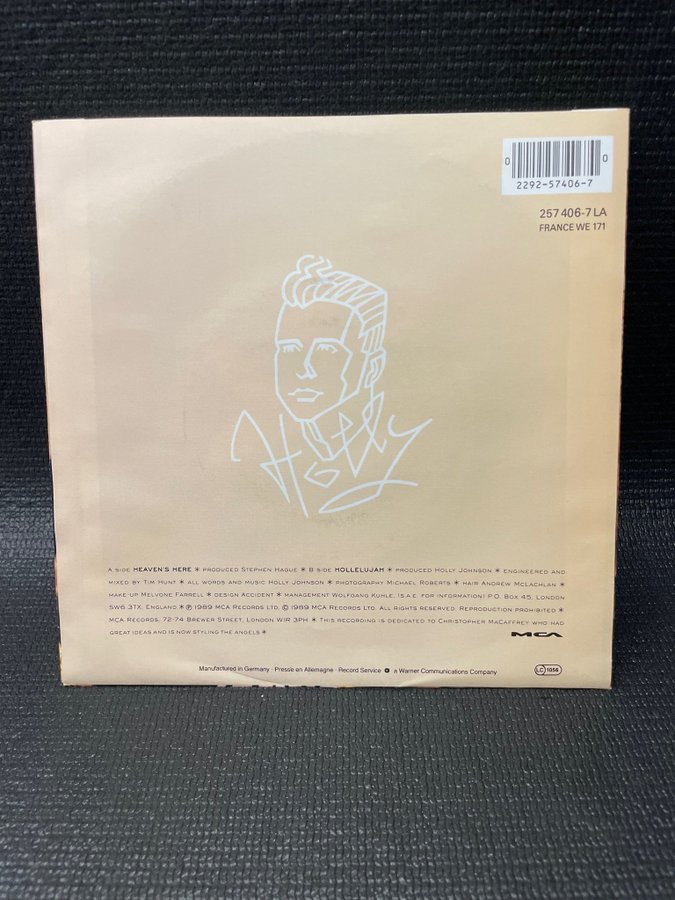 0 0
2292-57406-7
257 406-7 LA
FRANCE WE 171
Holly
A SIDE HEAVEN'S HERE * PRODUCED STEPHEN HAGUE * B SIDE HOLLELUJAH * PRODUCED HOLLY JOHNSON * ENGINEERED AND
MIXED BY TIM HUNT * ALL WORDS AND MUSIC HOLLY JOHNSON * PHOTOGRAPHY MICHAEL ROBERTS * HAIR ANDREW MCLACHLAN *
MAKE-UP MELVONE FARRELL * DESIGN ACCIDENT * MANAGEMENT WOLFGANG KUHLE, (S.A.E. FOR INFORMATION) P.O. BOX 45, LONDON
SW6 3TX, ENGLAND * ℗ 1989 MCA RECORDS LTD. © 1989 MCA RECORDS LTD. ALL RIGHTS RESERVED. REPRODUCTION PROHIBITED *
MCA RECORDS, 72-74 BREWER STREET, LONDON W1R 3PH * THIS RECORDING IS DEDICATED TO CHRISTOPHER MACAFFREY WHO HAD
GREAT IDEAS AND IS NOW STYLING THE ANGELS *
MCA
Manufactured in Germany · Presse en Allemagne · Record Service a Warner Communications Company
LC 1056